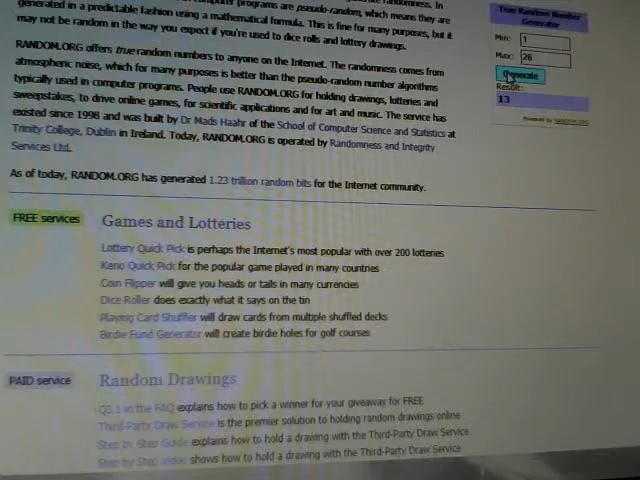 computer programs are pseudo-random, which means they are
generated in a predictable fashion using a mathematical formula. This is fine for many purposes, but it
may not be random in the way you expect if you're used to dice rolls and lottery drawings.
RANDOM.ORG offers true random numbers to anyone on the Internet. The randomness comes from
atmospheric noise, which for many purposes is better than the pseudo-random number algorithms
typically used in computer programs. People use RANDOM.ORG for holding drawings, lotteries and
sweepstakes, to drive online games, for scientific applications and for art and music. The service has
existed since 1998 and was built by Dr Mads Haahr of the School of Computer Science and Statistics at
Trinity College, Dublin in Ireland. Today, RANDOM.ORG is operated by Randomness and Integrity
Services Ltd.
As of today, RANDOM.ORG has generated 1.23 trillion random bits for the Internet community.
True Random Number
Generator
Min: 1
Max: 26
Generate
Result:
13
Powered by RANDOM.ORG
FREE services
Games and Lotteries
Lottery Quick Pick is perhaps the Internet's most popular with over 200 lotteries
Keno Quick Pick for the popular game played in many countries
Coin Flipper will give you heads or tails in many currencies
Dice Roller does exactly what it says on the tin
Playing Card Shuffler will draw cards from multiple shuffled decks
Birdie Fund Generator will create birdie holes for golf courses
PAID service
Random Drawings
Q3.1 in the FAQ explains how to pick a winner for your giveaway for FREE
Third-Party Draw Service is the premier solution to holding random drawings online
Step by Step Guide explains how to hold a drawing with the Third-Party Draw Service
Step by Step Video shows how to hold a drawing with the Third-Party Draw Service